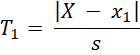 T₁ = |X − x₁| / s